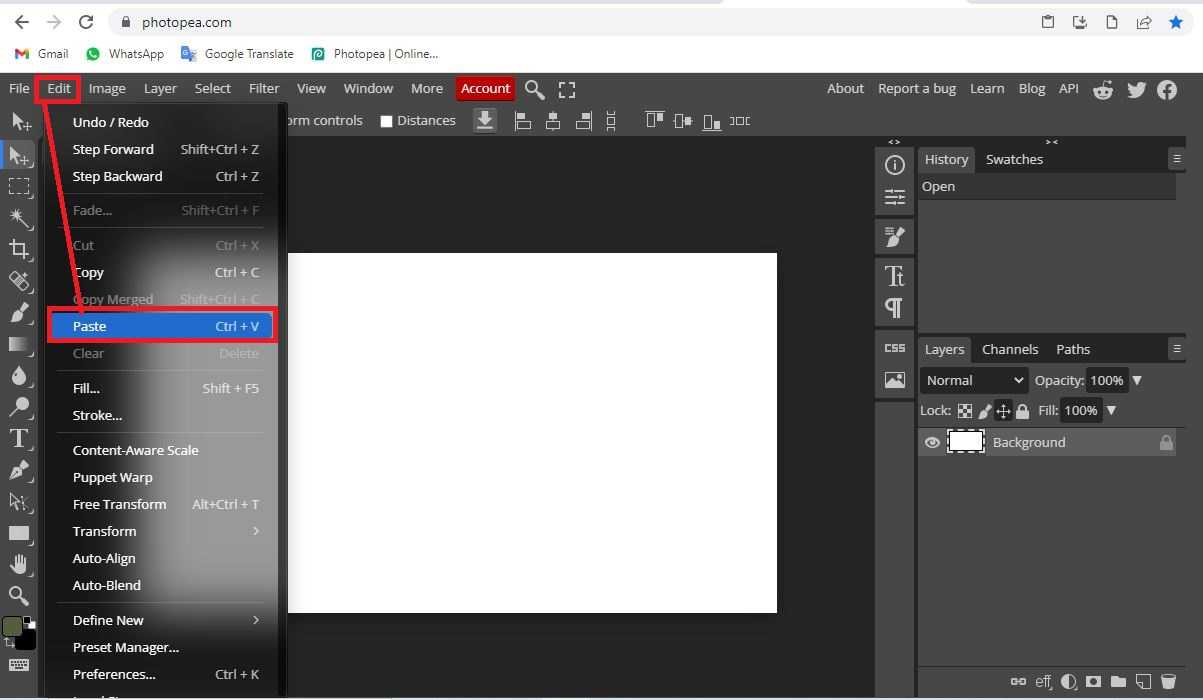 photopea.com
Gmail WhatsApp Google Translate Photopea | Online...
File Edit Image Layer Select Filter View Window More Account About Report a bug Learn Blog API
orm controls Distances
Undo / Redo
Step Forward Shift+Ctrl + Z
Step Backward Ctrl + Z
Fade... Shift+Ctrl + F
Cut Ctrl + X
Copy Ctrl + C
Copy Merged Shift+Ctrl + C
Paste Ctrl + V
Clear Delete
Fill... Shift + F5
Stroke...
Content-Aware Scale
Puppet Warp
Free Transform Alt+Ctrl + T
Transform >
Auto-Align
Auto-Blend
Define New >
Preset Manager...
Preferences... Ctrl + K
< >
CSS
> <
History Swatches
Open
Layers Channels Paths
Normal Opacity: 100%
Lock: Fill: 100%
Background
eff